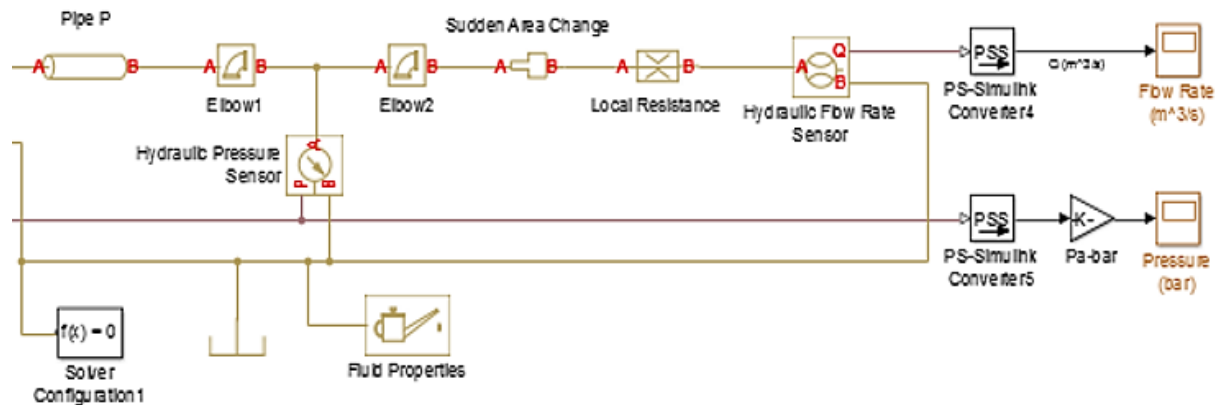 Pipe P
Sudden Area Change
A B
A B
A B
A B
A B
A Q
B
PSS
Q (m^3/s)
Elbow1
Elbow2
Local Resistance
Hydraulic Flow Rate
Sensor
PS-Simulink
Converter4
Flow Rate
(m^3/s)
Hydraulic Pressure
Sensor
A
P B
PSS
-K-
PS-Simulink
Converter5
Pa-bar
Pressure
(bar)
f(x) = 0
Solver
Configuration1
Fluid Properties